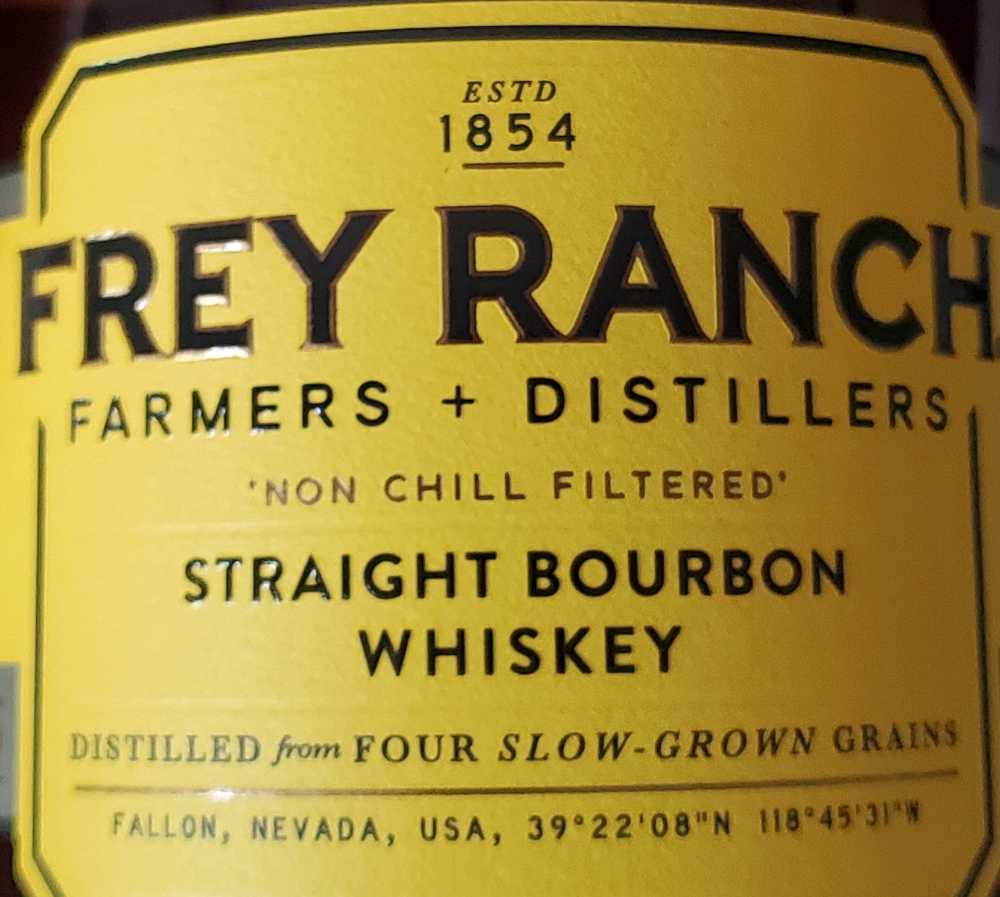 ESTD
1854
FREY RANCH
FARMERS + DISTILLERS
'NON CHILL FILTERED'
STRAIGHT BOURBON
WHISKEY
DISTILLED from FOUR SLOW-GROWN GRAINS
FALLON, NEVADA, USA, 39°22'08"N 118°45'31"W